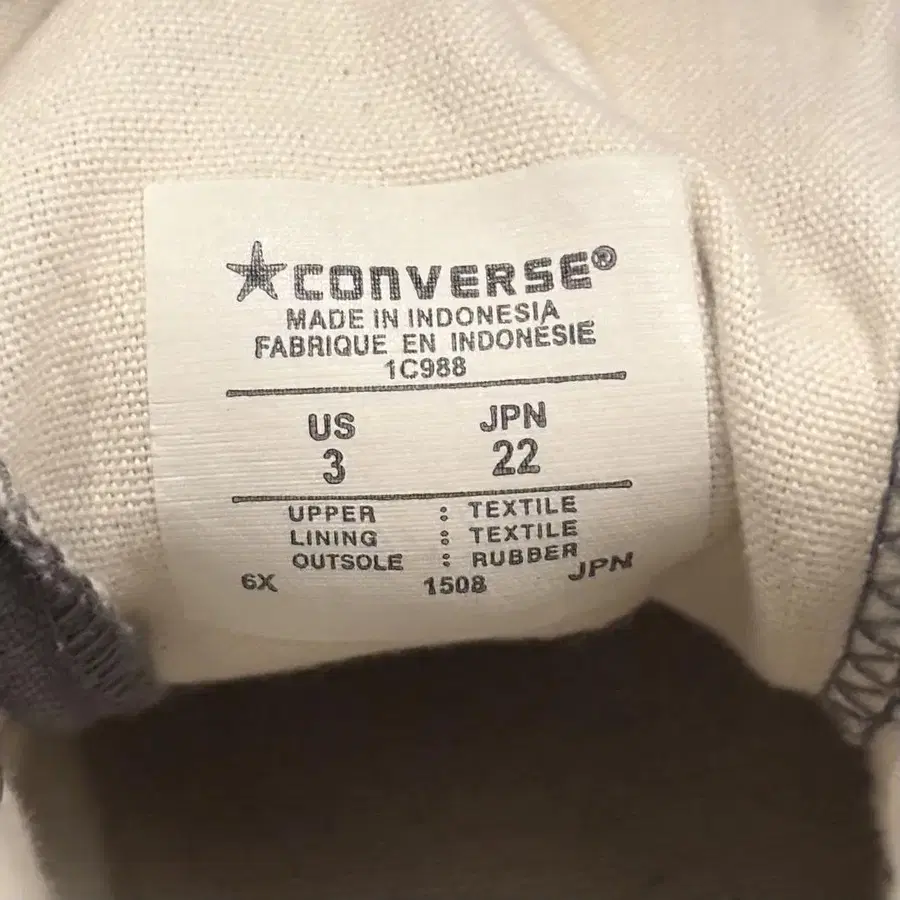 CONVERSE®
MADE IN INDONESIA
FABRIQUE EN INDONÉSIE
1C988
US JPN
3 22
UPPER : TEXTILE
LINING : TEXTILE
OUTSOLE : RUBBER
6X 1508 JPN